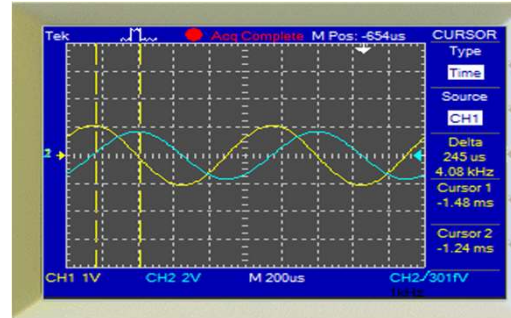 Tek Acq Complete M Pos: -654us CURSOR
Type
Time
Source
CH1
2
Delta
245 us
4.08 kHz
Cursor 1
-1.48 ms
Cursor 2
-1.24 ms
CH1 1V CH2 2V M 200us CH2 /301fV